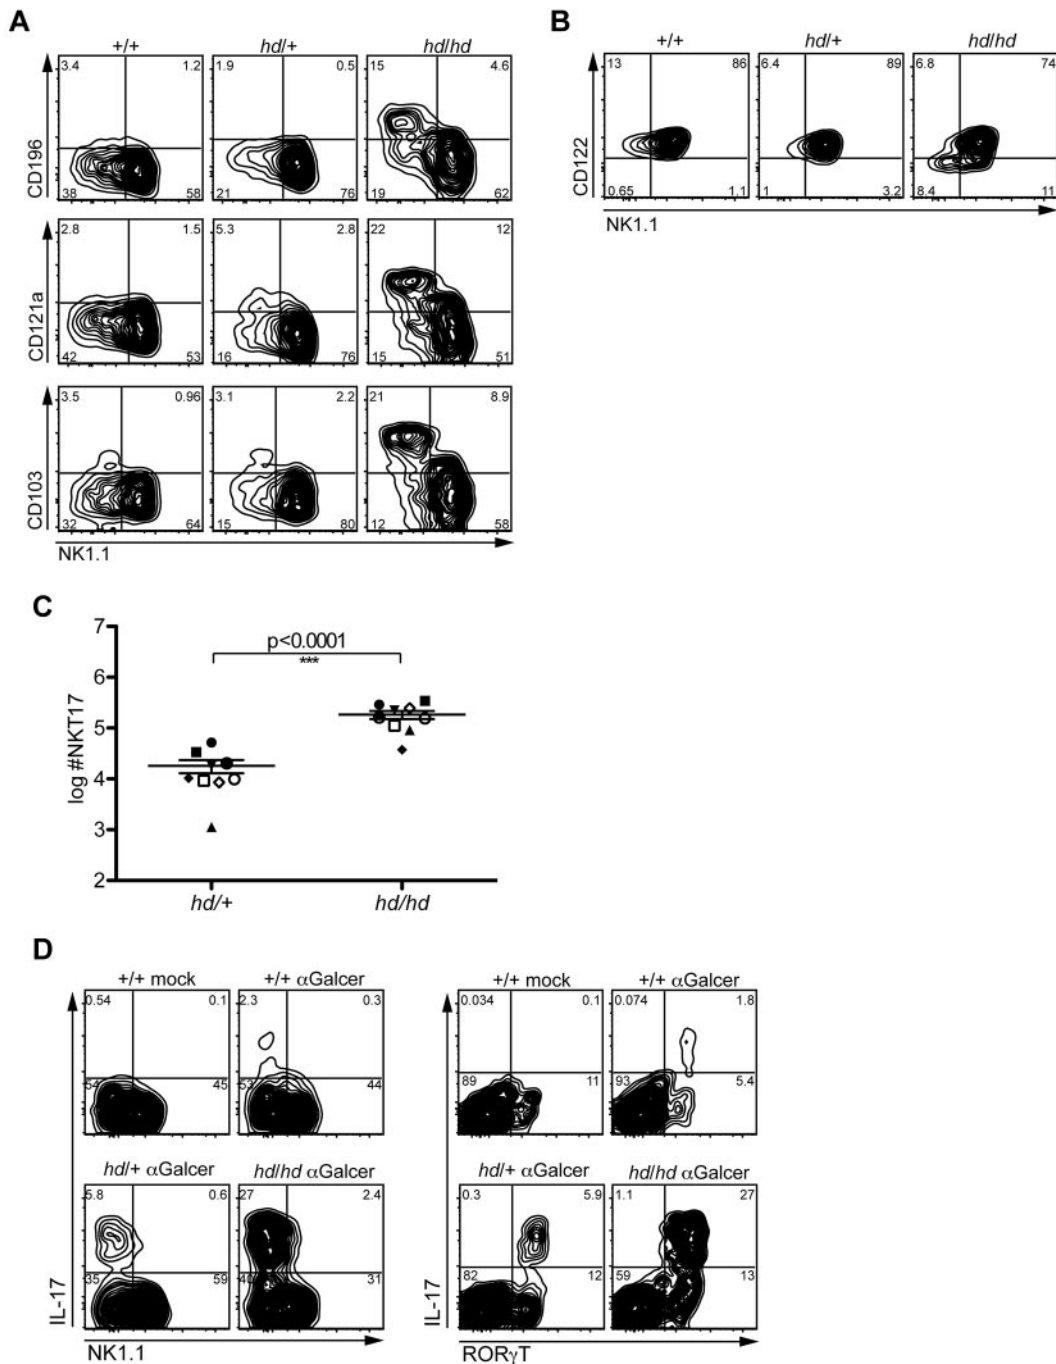 A
+/+ hd/+ hd/hd
3.4 1.2 1.9 0.5 15 4.6
CD196
38 58 21 76 19 62
2.8 1.5 5.3 2.8 22 12
CD121a
42 53 16 76 15 51
3.5 0.96 3.1 2.2 21 8.9
CD103
32 64 15 80 12 58
NK1.1
B
+/+ hd/+ hd/hd
13 86 6.4 89 6.8 74
CD122
0.65 1.1 1 3.2 8.4 11
NK1.1
C
7
6
5
4
3
2
log #NKT17
p<0.0001
***
hd/+ hd/hd
D
+/+ mock +/+ αGalcer
0.54 0.1 2.3 0.3
54 45 53 44
hd/+ αGalcer hd/hd αGalcer
5.8 0.6 27 2.4
35 59 40 31
IL-17
NK1.1
+/+ mock +/+ αGalcer
0.034 0.1 0.074 1.8
89 11 93 5.4
hd/+ αGalcer hd/hd αGalcer
0.3 5.9 1.1 27
82 12 59 13
IL-17
RORγT